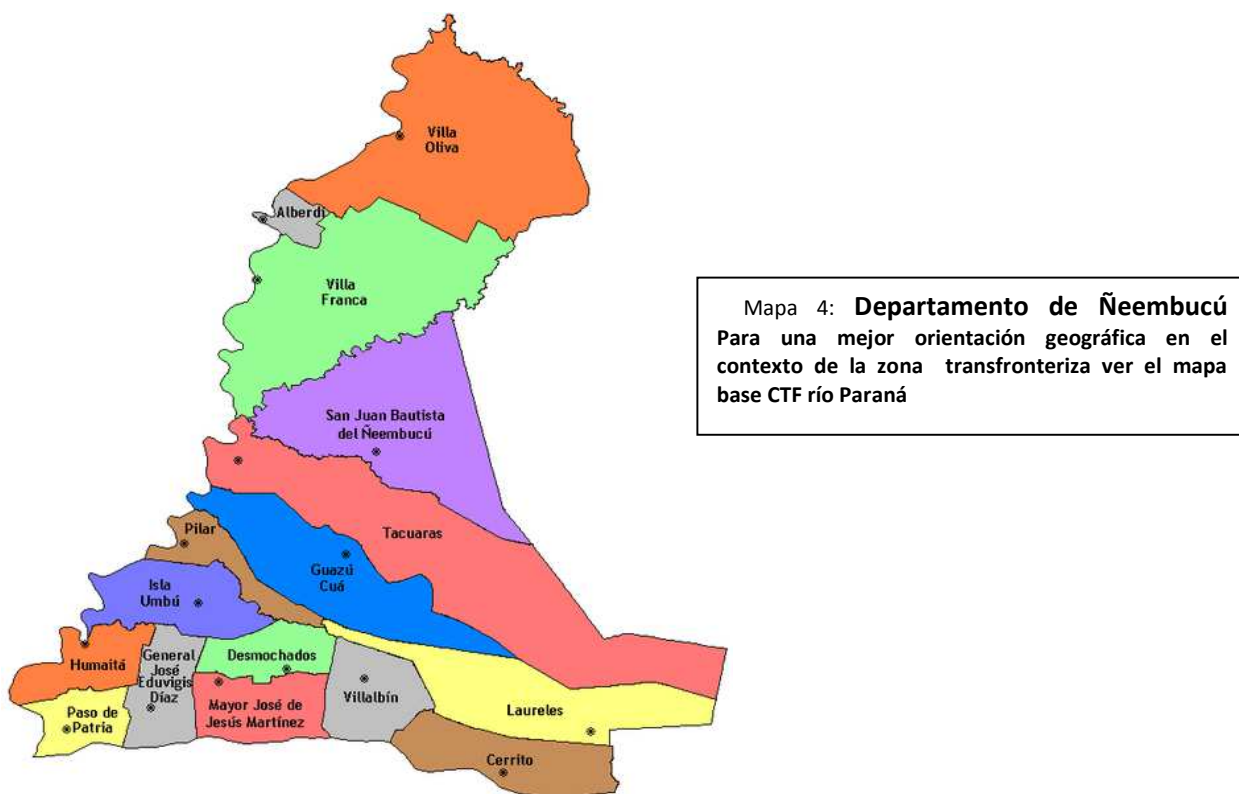 Villa
Oliva
Alberdi
Villa
Franca
Mapa 4: Departamento de Ñeembucú
Para una mejor orientación geográfica en el
contexto de la zona transfronteriza ver el mapa
base CTF río Paraná
San Juan Bautista
del Ñeembucú
Pilar
Tacuaras
Guazú
Cuá
Isla
Umbú
Humaitá
General
José
Eduvigis
Díaz
Desmochados
Paso de
Patria
Mayor José de
Jesús Martínez
Villalbín
Laureles
Cerrito